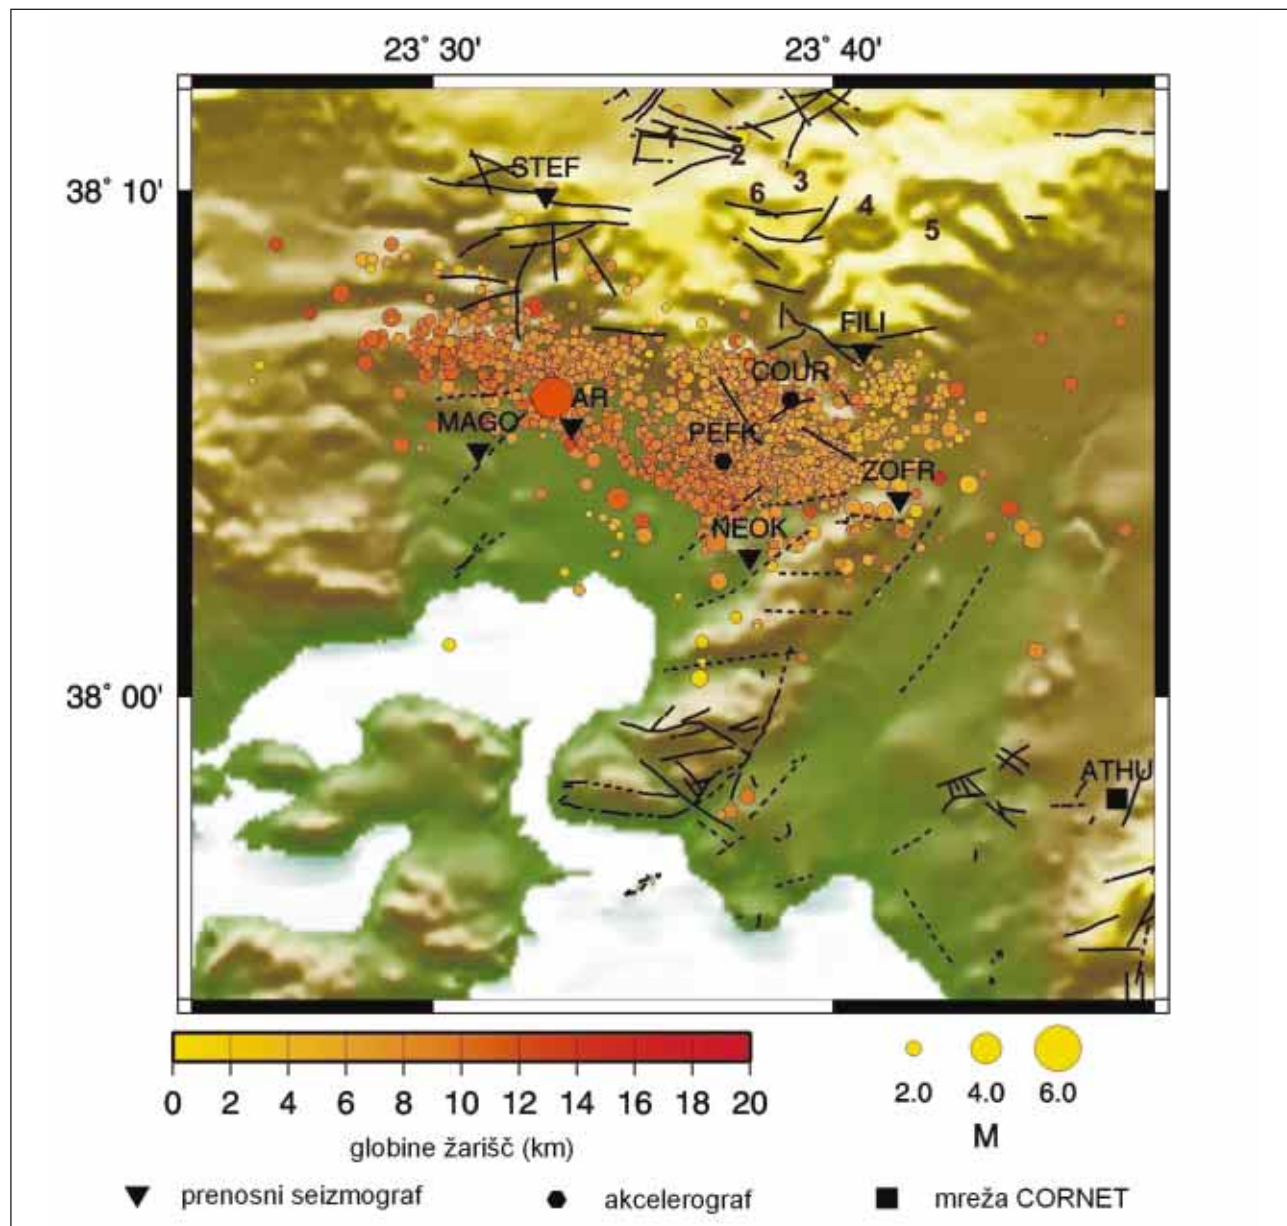 23° 30' 23° 40'
1
2
STEF
38° 10'
3
6
4
5
FILI
COUR
AR
MAGO
PEFK
ZOFR
NEOK
38° 00'
ATHU
0 2 4 6 8 10 12 14 16 18 20
2.0 4.0 6.0
globine žarišč (km)
M
prenosni seizmograf akcelerograf mreža CORNET